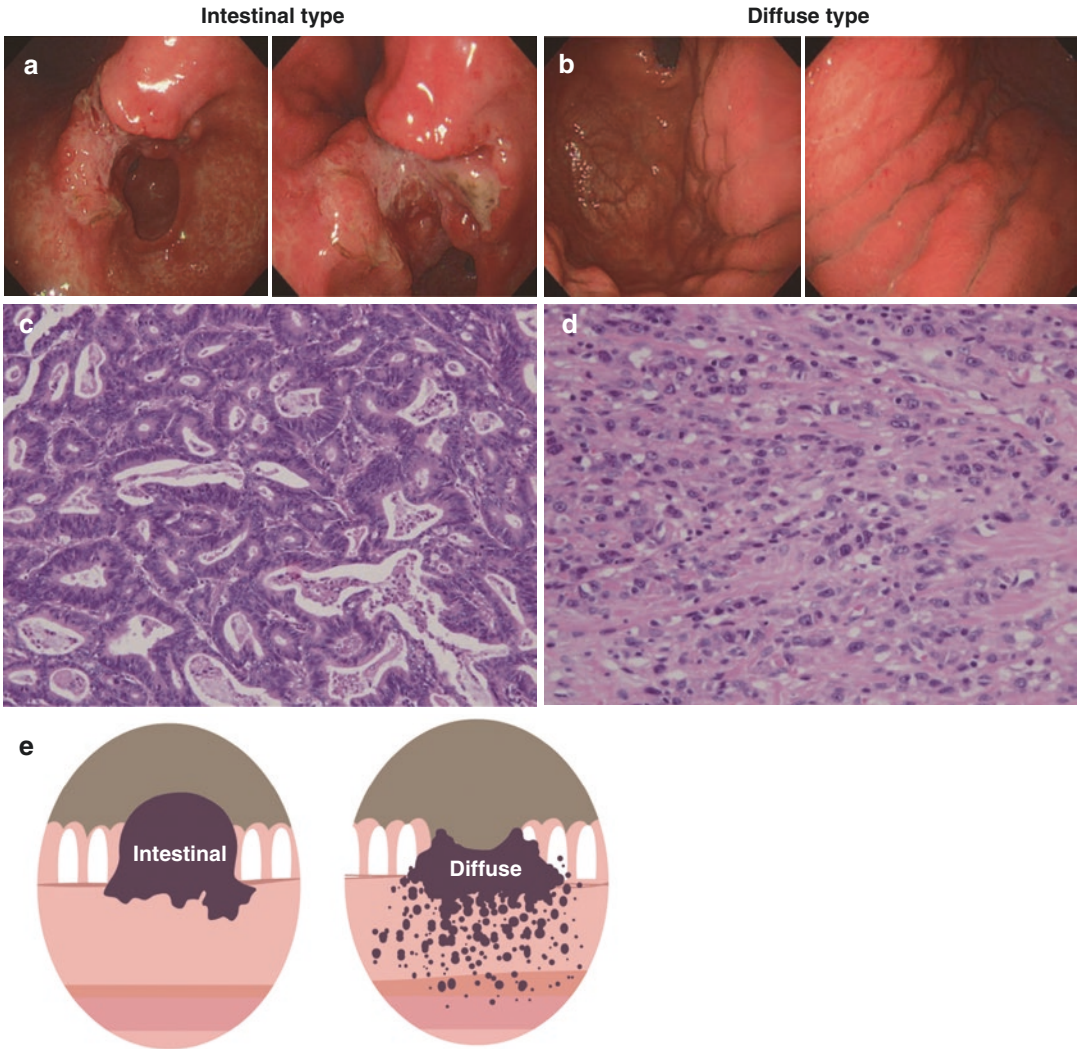 Intestinal type
Diffuse type
a
b
c
d
e
Intestinal
Diffuse